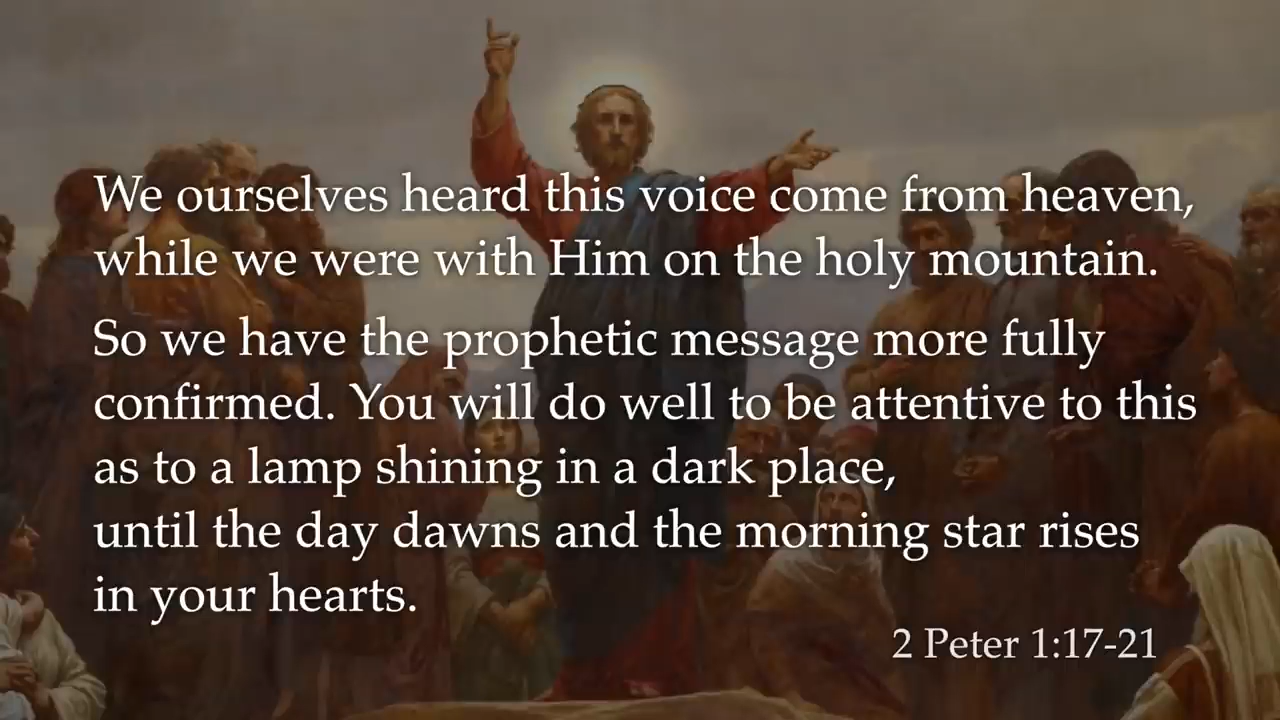 We ourselves heard this voice come from heaven,
while we were with Him on the holy mountain.
So we have the prophetic message more fully
confirmed. You will do well to be attentive to this
as to a lamp shining in a dark place,
until the day dawns and the morning star rises
in your hearts.
2 Peter 1:17-21